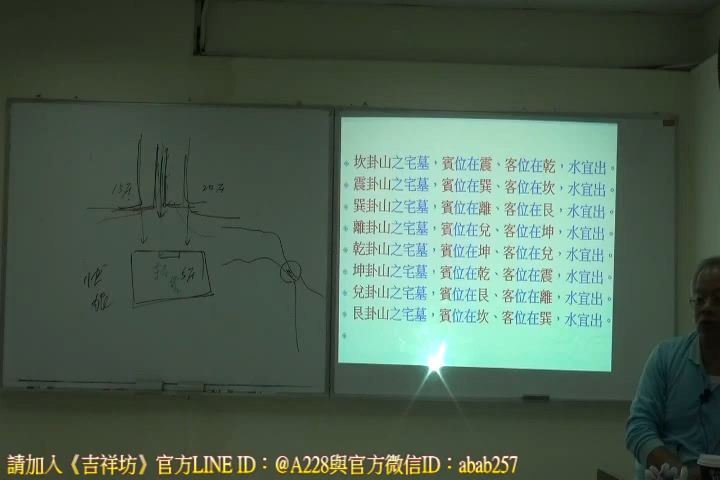 坎卦山之宅墓，賓位在震、客位在乾，水宜出。
震卦山之宅墓，賓位在巽、客位在坎，水宜出。
巽卦山之宅墓，賓位在離、客位在艮，水宜出。
離卦山之宅墓，賓位在兌、客位在坤，水宜出。
乾卦山之宅墓，賓位在坤、客位在兌，水宜出。
坤卦山之宅墓，賓位在乾、客位在震，水宜出。
兌卦山之宅墓，賓位在艮、客位在離，水宜出。
艮卦山之宅墓，賓位在坎、客位在巽，水宜出。
請加入《吉祥坊》官方LINE ID：@A228與官方微信ID：abab257